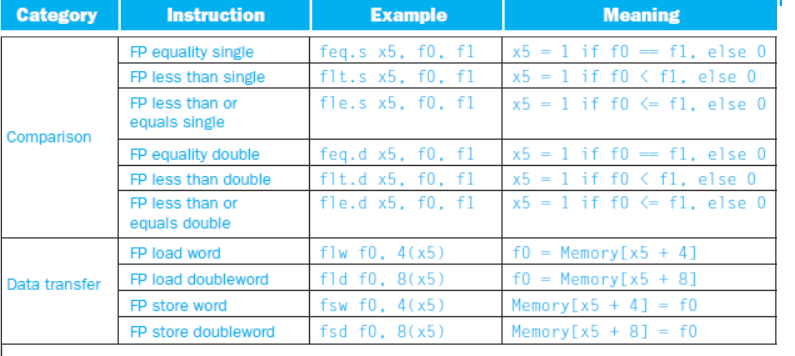 Category Instruction Example Meaning
Comparison
FP equality single feq.s x5, f0, f1 x5 = 1 if f0 == f1, else 0
FP less than single flt.s x5, f0, f1 x5 = 1 if f0 < f1, else 0
FP less than or fle.s x5, f0, f1 x5 = 1 if f0 <= f1, else 0
equals single
FP equality double feq.d x5, f0, f1 x5 = 1 if f0 == f1, else 0
FP less than double flt.d x5, f0, f1 x5 = 1 if f0 < f1, else 0
FP less than or fle.d x5, f0, f1 x5 = 1 if f0 <= f1, else 0
equals double
Data transfer
FP load word flw f0, 4(x5) f0 = Memory[x5 + 4]
FP load doubleword fld f0, 8(x5) f0 = Memory[x5 + 8]
FP store word fsw f0, 4(x5) Memory[x5 + 4] = f0
FP store doubleword fsd f0, 8(x5) Memory[x5 + 8] = f0